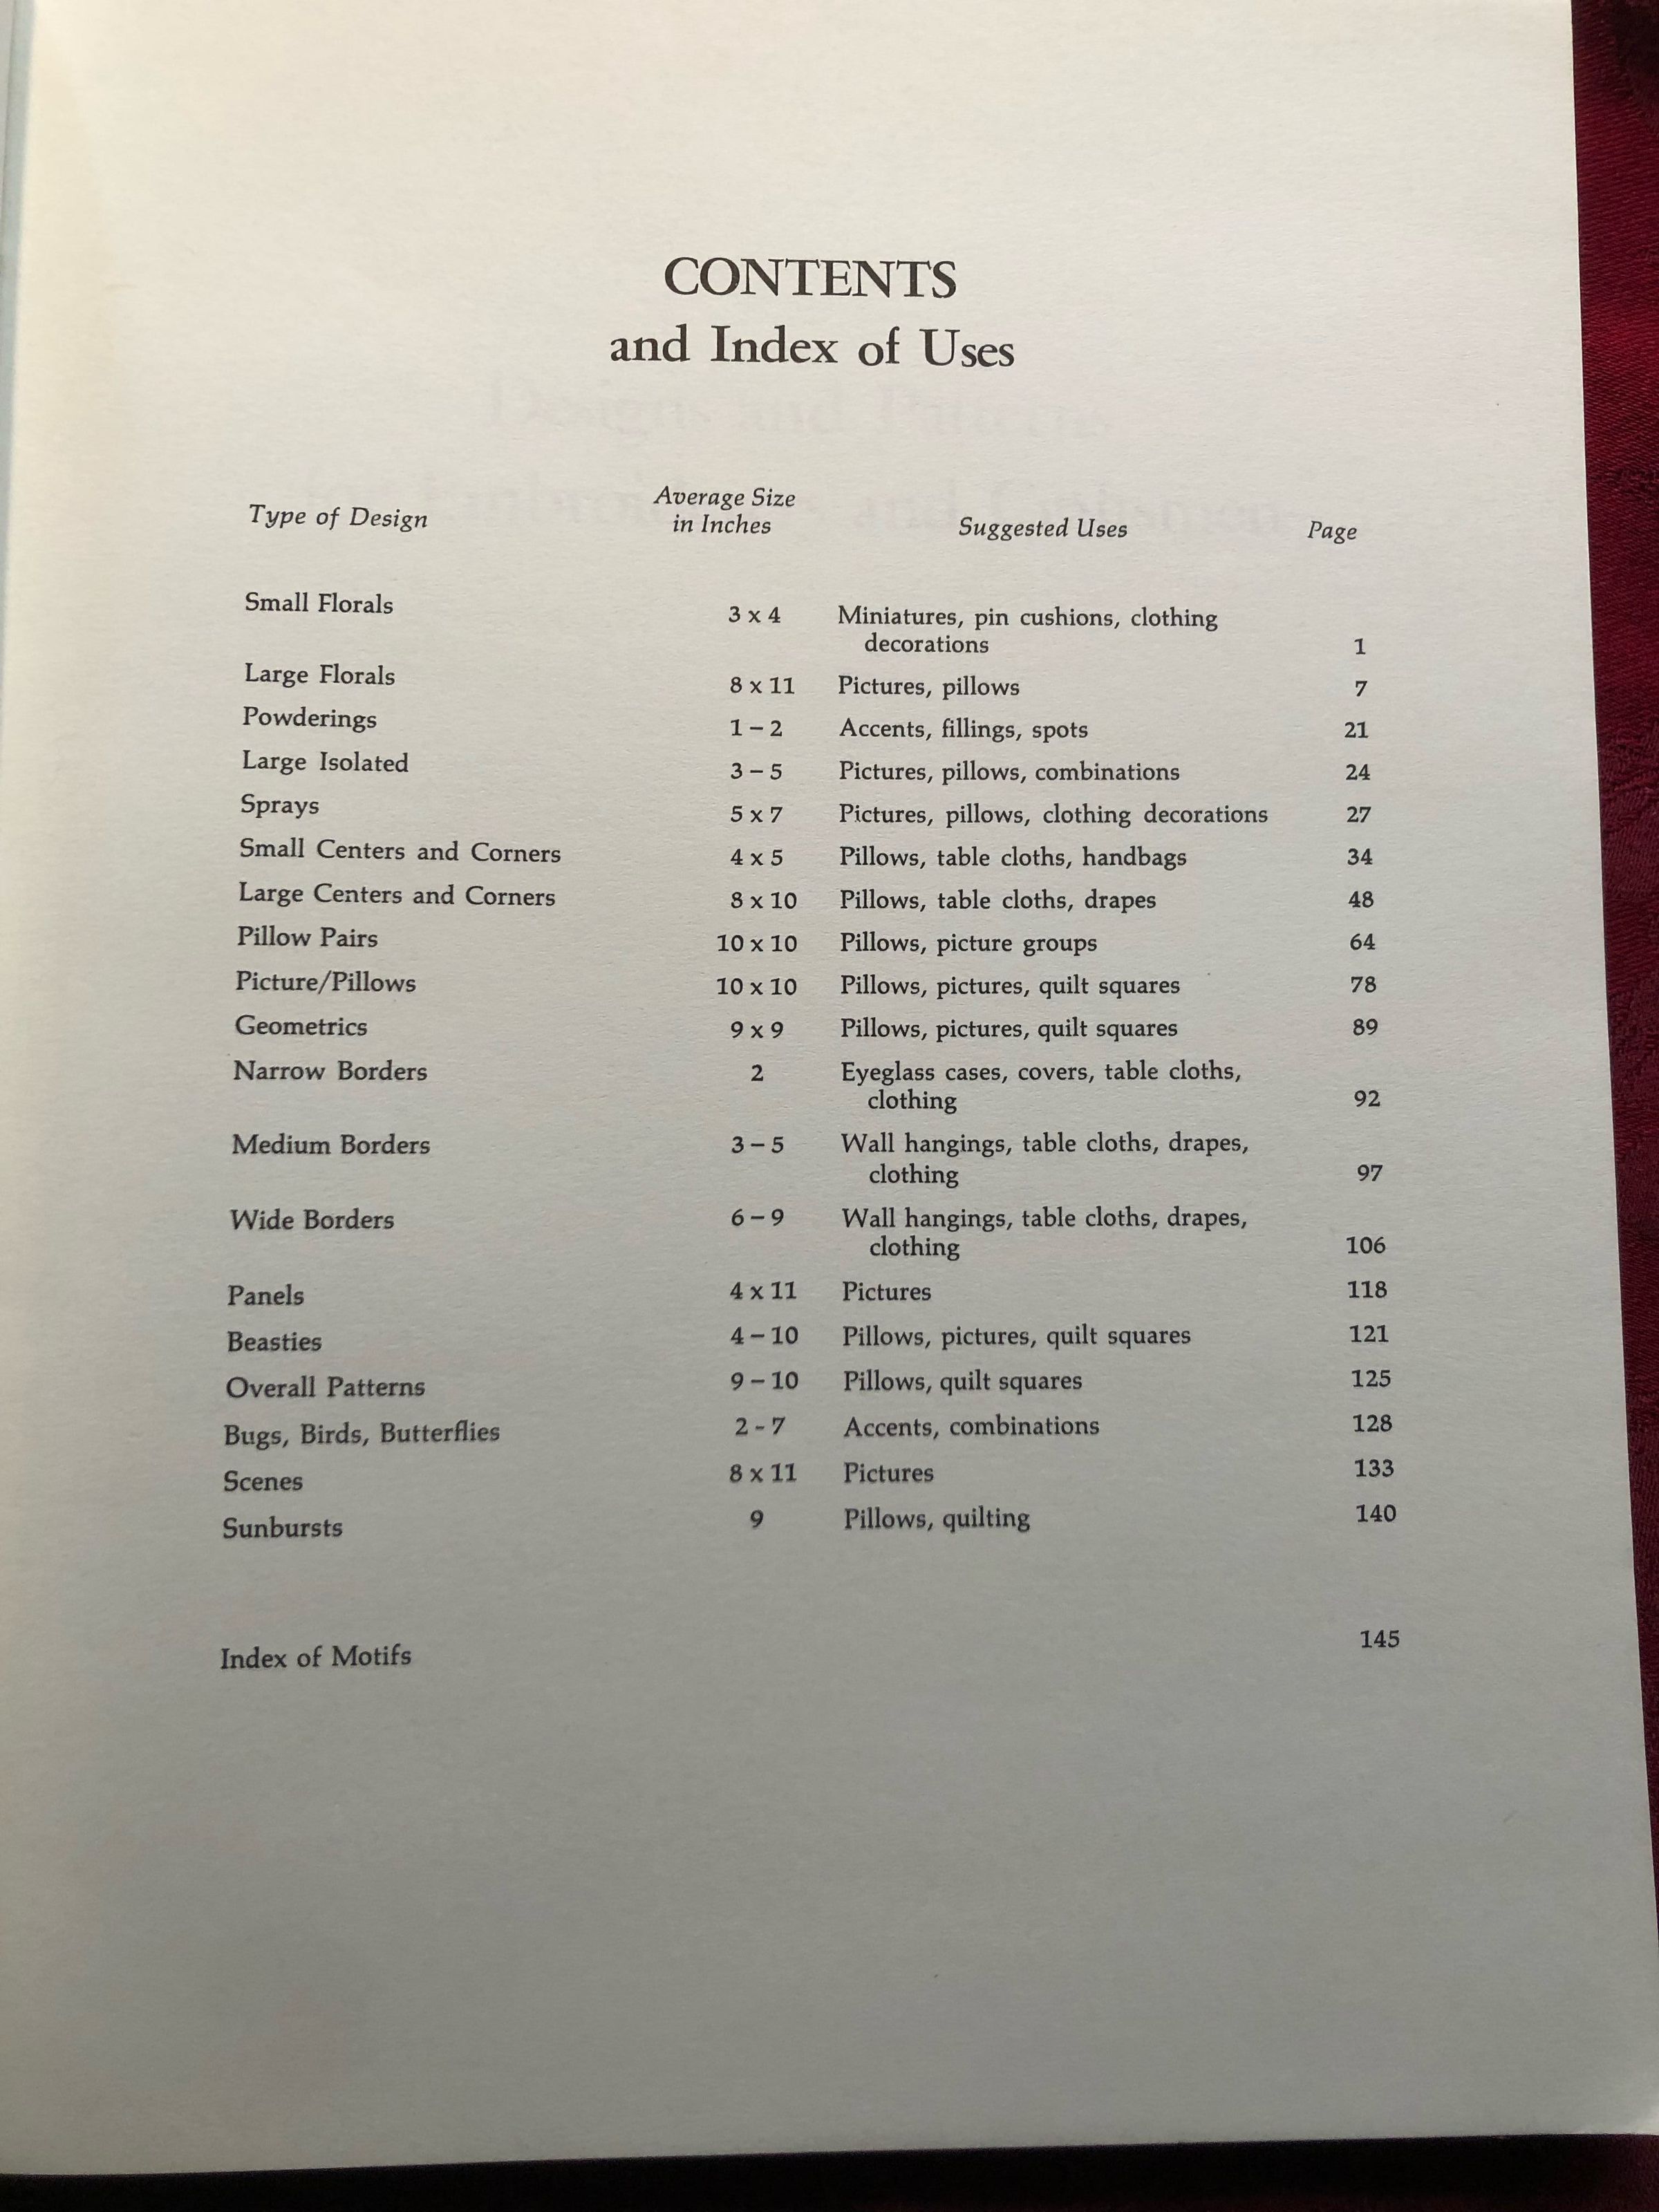 CONTENTS
and Index of Uses
Type of Design Average Size in Inches Suggested Uses Page
Small Florals 3 x 4 Miniatures, pin cushions, clothing
decorations 1
Large Florals 8 x 11 Pictures, pillows 7
Powderings 1 – 2 Accents, fillings, spots 21
Large Isolated 3 – 5 Pictures, pillows, combinations 24
Sprays 5 x 7 Pictures, pillows, clothing decorations 27
Small Centers and Corners 4 x 5 Pillows, table cloths, handbags 34
Large Centers and Corners 8 x 10 Pillows, table cloths, drapes 48
Pillow Pairs 10 x 10 Pillows, picture groups 64
Picture/Pillows 10 x 10 Pillows, pictures, quilt squares 78
Geometrics 9 x 9 Pillows, pictures, quilt squares 89
Narrow Borders 2 Eyeglass cases, covers, table cloths,
clothing 92
Medium Borders 3 – 5 Wall hangings, table cloths, drapes,
clothing 97
Wide Borders 6 – 9 Wall hangings, table cloths, drapes,
clothing 106
Panels 4 x 11 Pictures 118
Beasties 4 – 10 Pillows, pictures, quilt squares 121
Overall Patterns 9 – 10 Pillows, quilt squares 125
Bugs, Birds, Butterflies 2 - 7 Accents, combinations 128
Scenes 8 x 11 Pictures 133
Sunbursts 9 Pillows, quilting 140
Index of Motifs 145